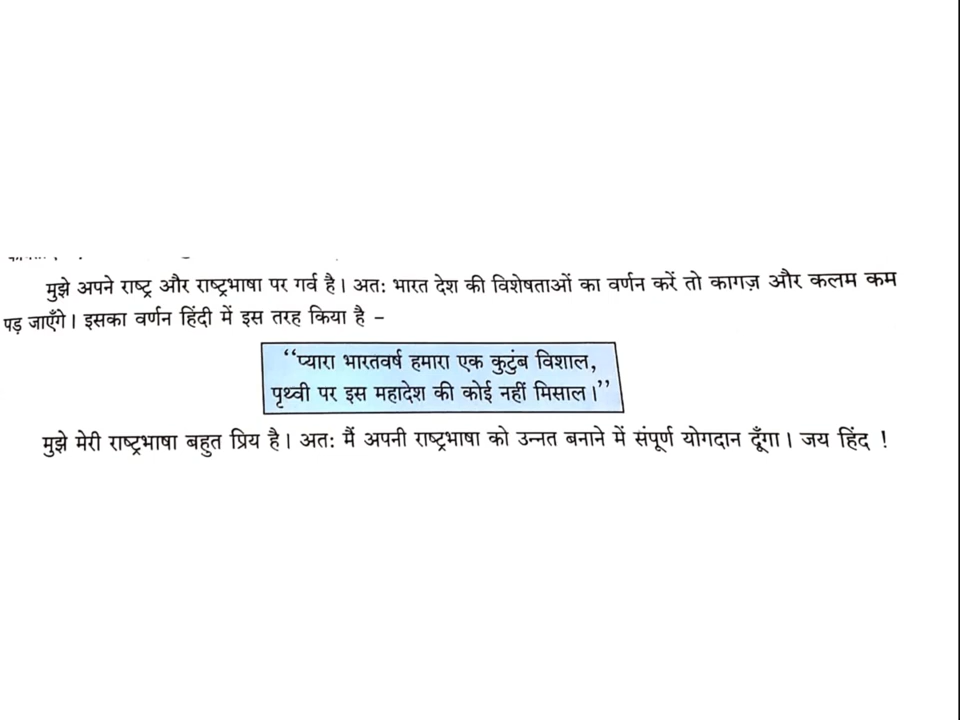 मुझे अपने राष्ट्र और राष्ट्रभाषा पर गर्व है। अतः भारत देश की विशेषताओं का वर्णन करें तो कागज़ और कलम कम
पड़ जाएँगे। इसका वर्णन हिंदी में इस तरह किया है –
“प्यारा भारतवर्ष हमारा एक कुटुंब विशाल,
पृथ्वी पर इस महादेश की कोई नहीं मिसाल।”
मुझे मेरी राष्ट्रभाषा बहुत प्रिय है। अतः मैं अपनी राष्ट्रभाषा को उन्नत बनाने में संपूर्ण योगदान दूँगा। जय हिंद !